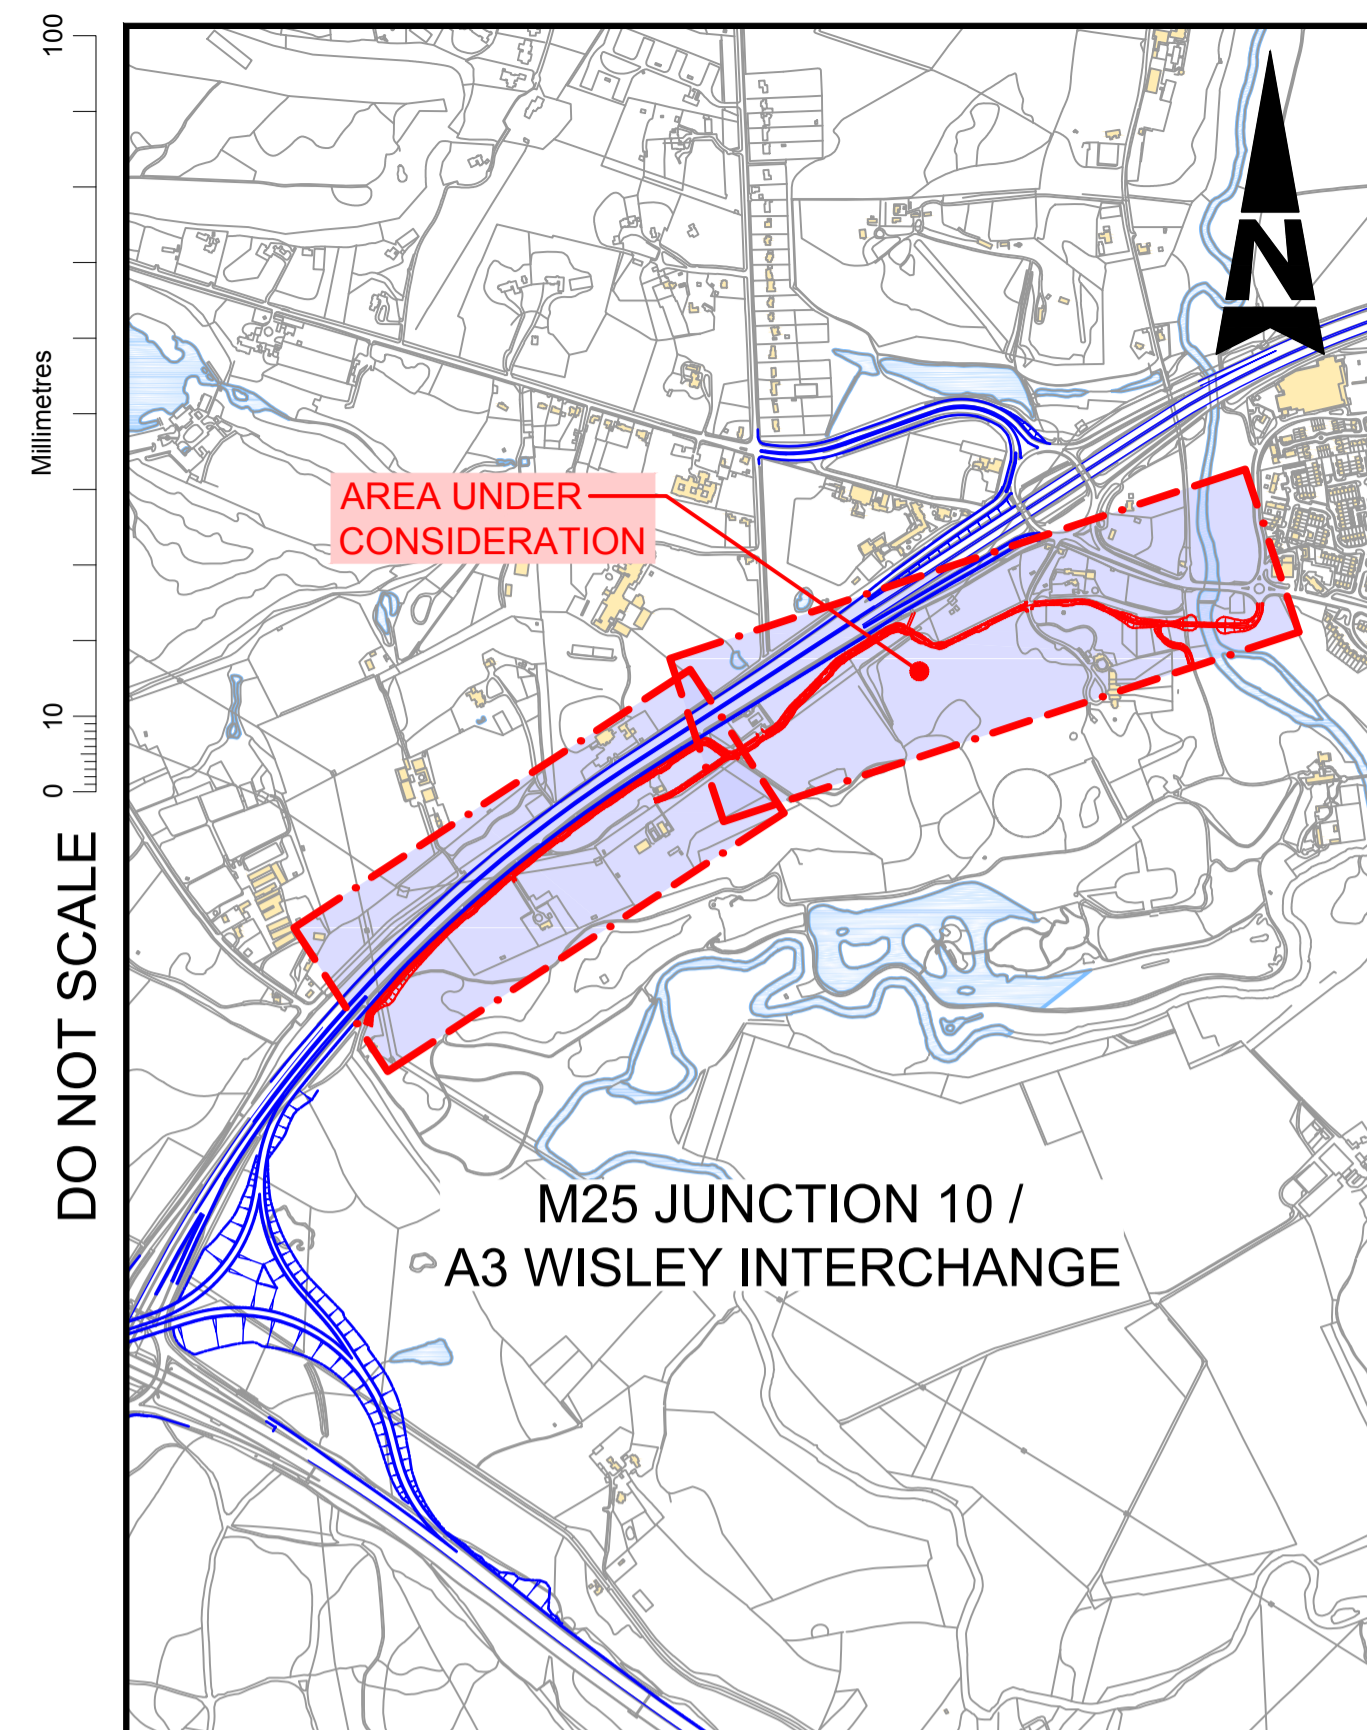 100
Millimetres
10
0
DO NOT SCALE
N
AREA UNDER
CONSIDERATION
M25 JUNCTION 10 /
A3 WISLEY INTERCHANGE